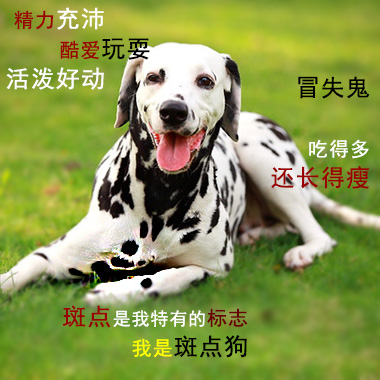 精力充沛
酷爱玩耍
活泼好动
冒失鬼
吃得多
还长得瘦
斑点是我特有的标志
我是斑点狗